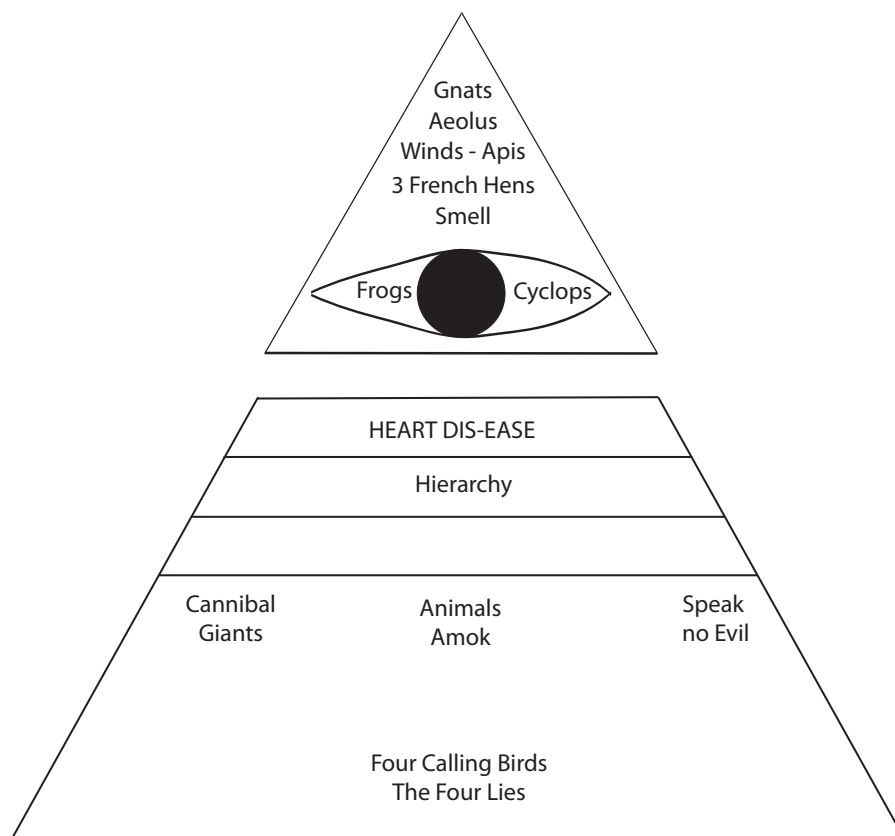 Gnats
Aeolus
Winds - Apis
3 French Hens
Smell
Frogs Cyclops
HEART DIS-EASE
Hierarchy
Cannibal Giants
Animals Amok
Speak no Evil
Four Calling Birds
The Four Lies